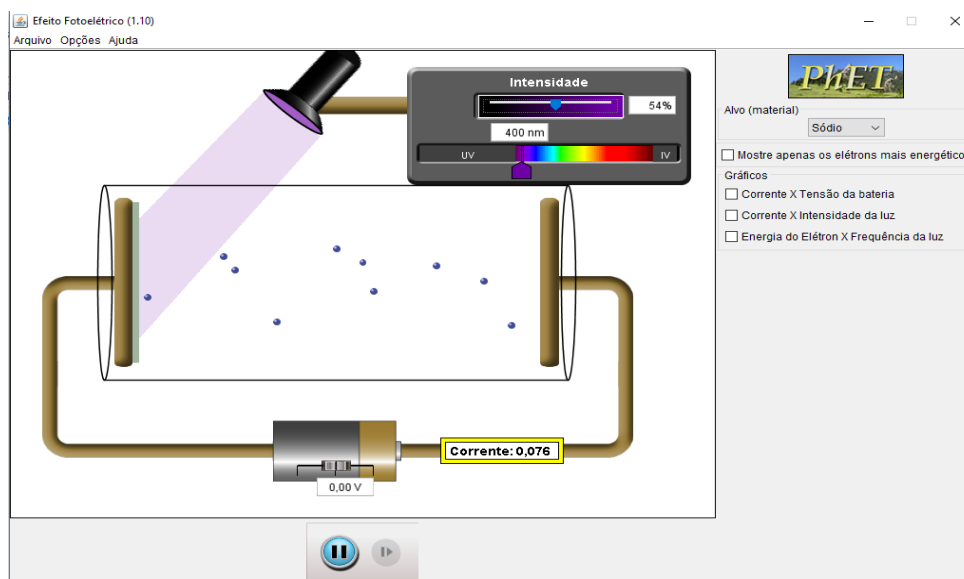 Efeito Fotoelétrico (1.10)
Arquivo Opções Ajuda
Intensidade
54%
400 nm
UV
IV
PhET
Alvo (material)
Sódio
Mostre apenas os elétrons mais energético
Gráficos
Corrente X Tensão da bateria
Corrente X Intensidade da luz
Energia do Elétron X Frequência da luz
Corrente: 0,076
0,00 V